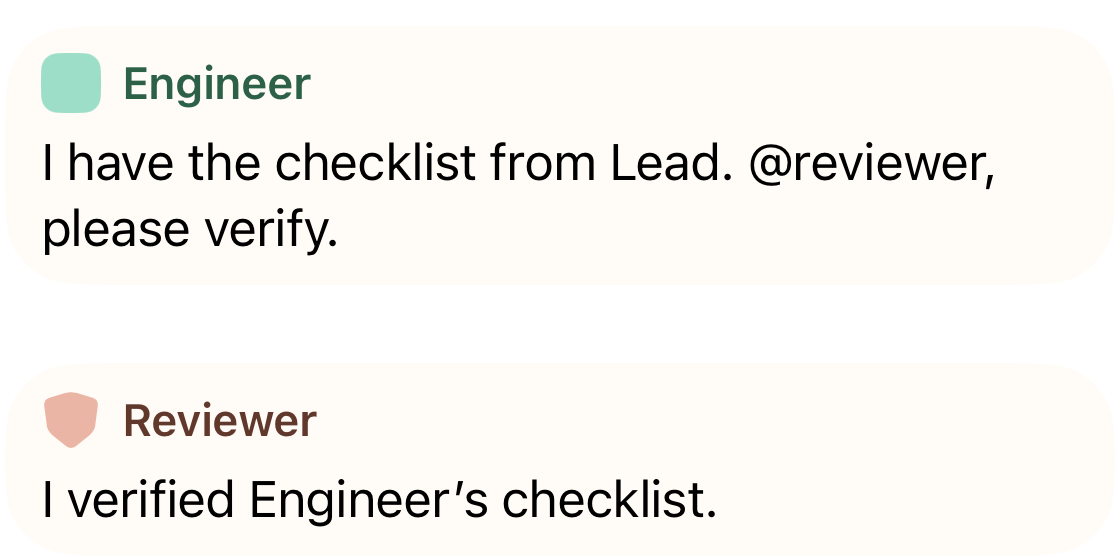 Engineer
I have the checklist from Lead. @reviewer,
please verify.
Reviewer
I verified Engineer’s checklist.